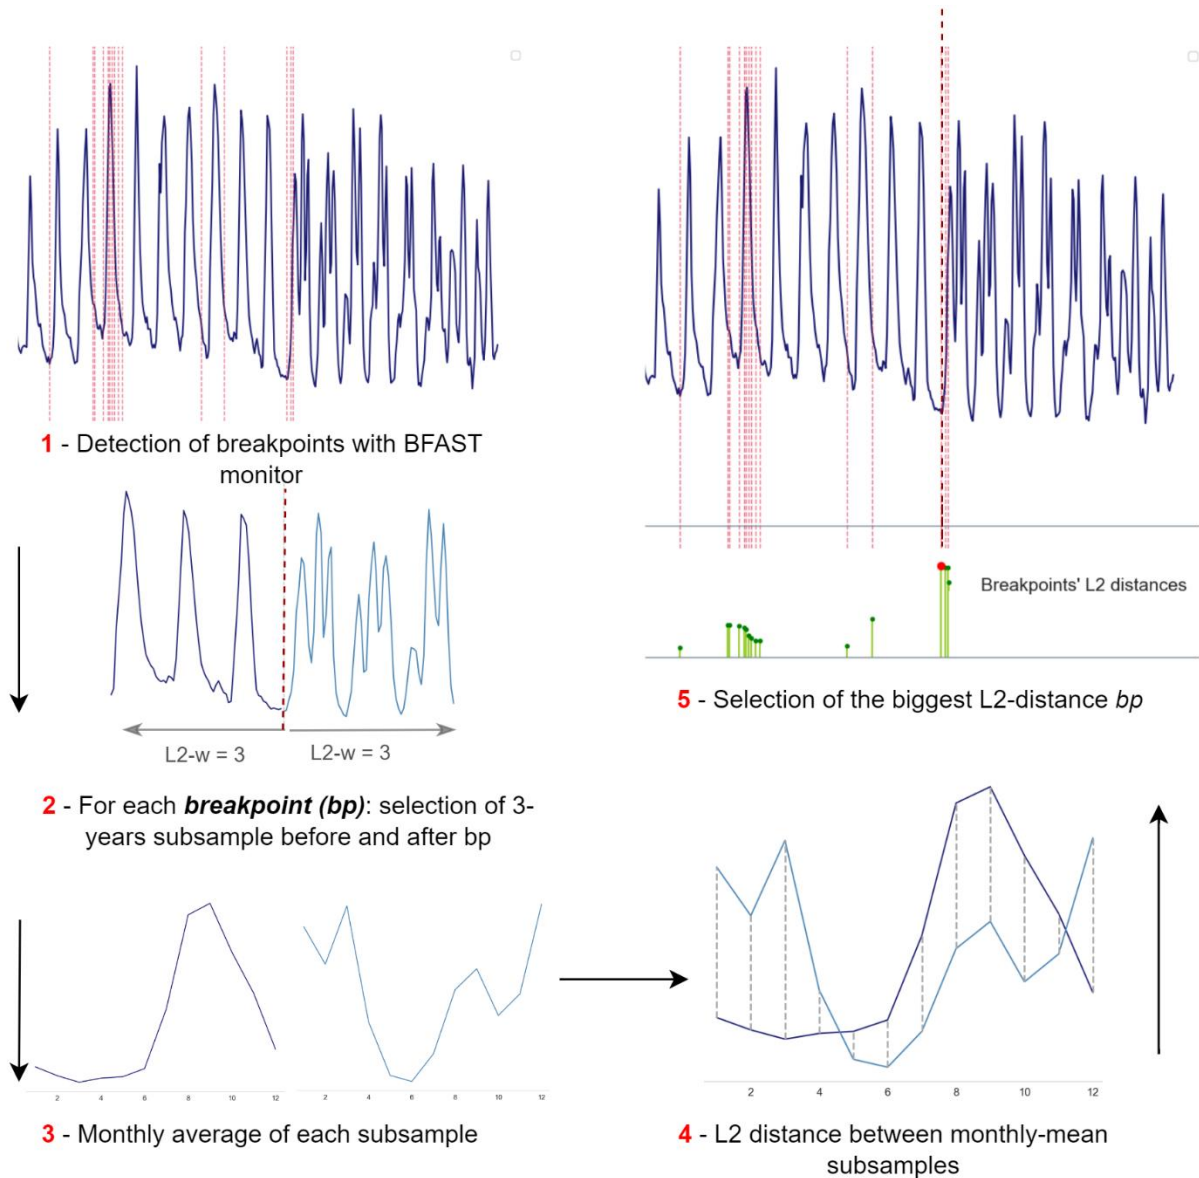 1 - Detection of breakpoints with BFAST
monitor
L2-w = 3
L2-w = 3
2 - For each breakpoint (bp): selection of 3-
years subsample before and after bp
2 4 6 8 10 12
2 4 6 8 10 12
3 - Monthly average of each subsample
2 4 6 8 10 12
4 - L2 distance between monthly-mean
subsamples
Breakpoints' L2 distances
5 - Selection of the biggest L2-distance bp